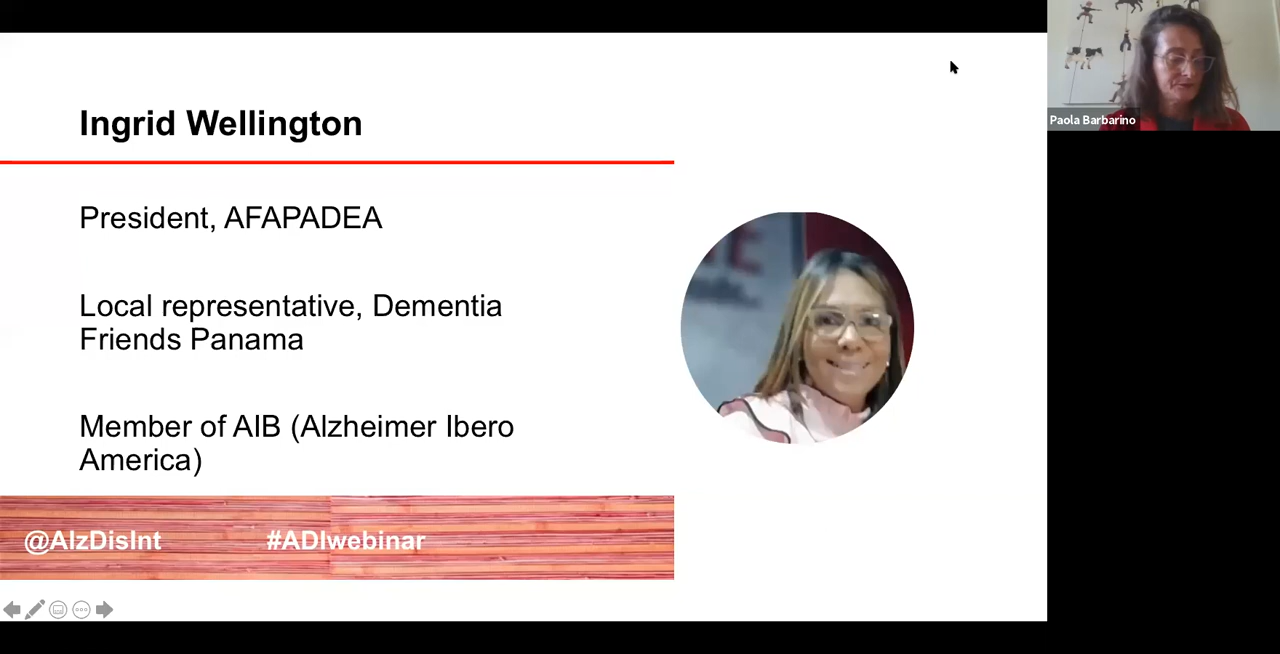 Ingrid Wellington
President, AFAPADEA
Local representative, Dementia
Friends Panama
Member of AIB (Alzheimer Ibero
America)
@AlzDisInt #ADIwebinar
Paola Barbarino